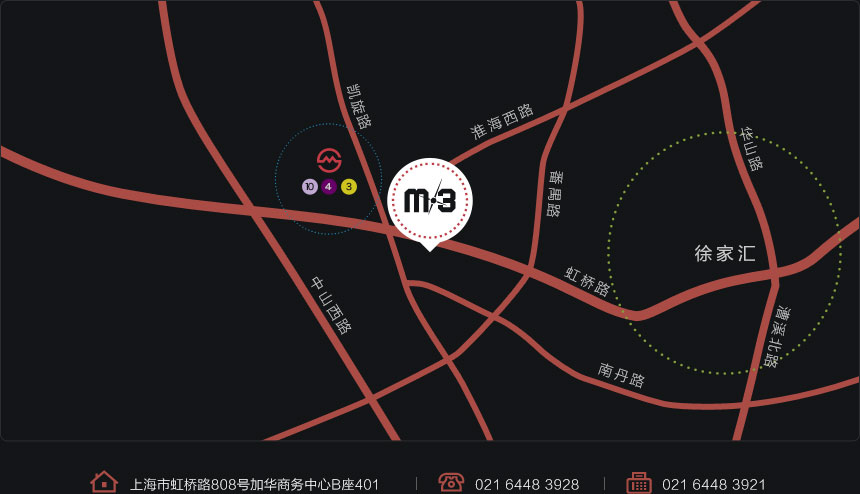 凯旋路
淮海西路
华山路
10 4 3
M·3
番禺路
徐家汇
虹桥路
中山西路
漕溪北路
南丹路
上海市虹桥路808号加华商务中心B座401
021 6448 3928
021 6448 3921